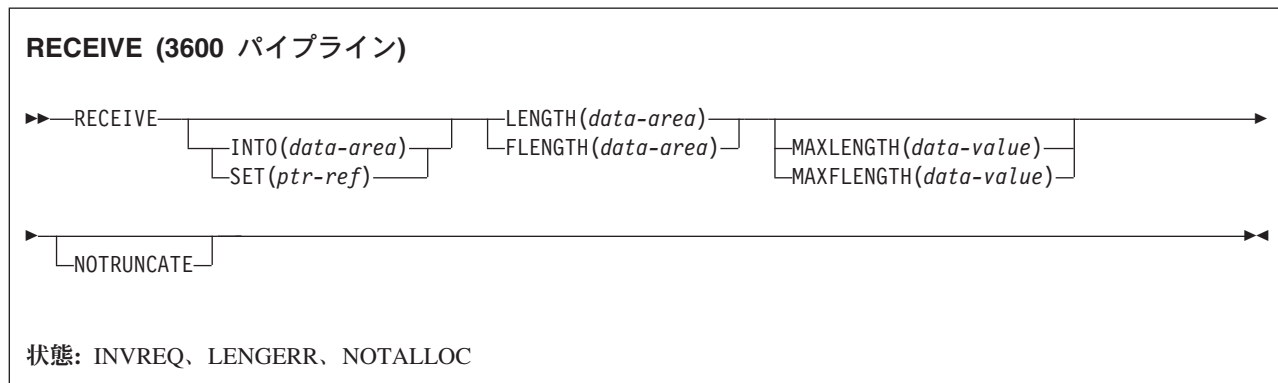 RECEIVE (3600 パイプライン)
RECEIVE LENGTH(data-area)
INTO(data-area) FLENGTH(data-area) MAXLENGTH(data-value)
SET(ptr-ref) MAXFLENGTH(data-value)
NOTRUNCATE
状態: INVREQ、LENGERR、NOTALLOC